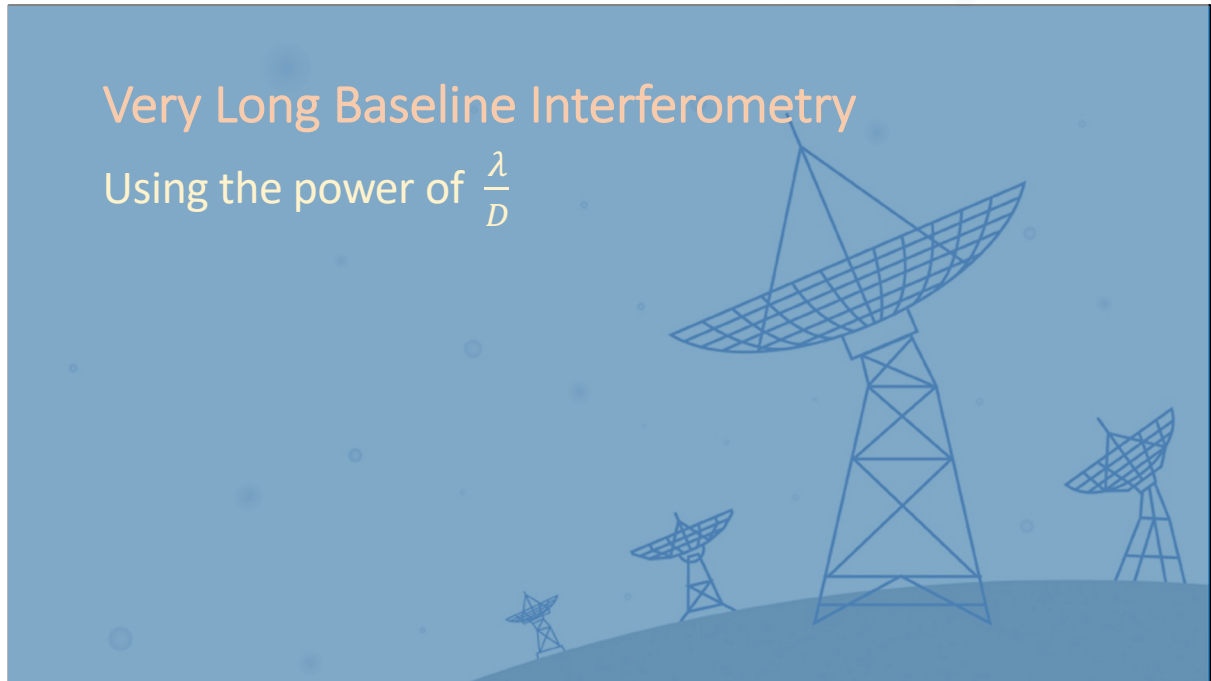 Very Long Baseline Interferometry
Using the power of λ/D